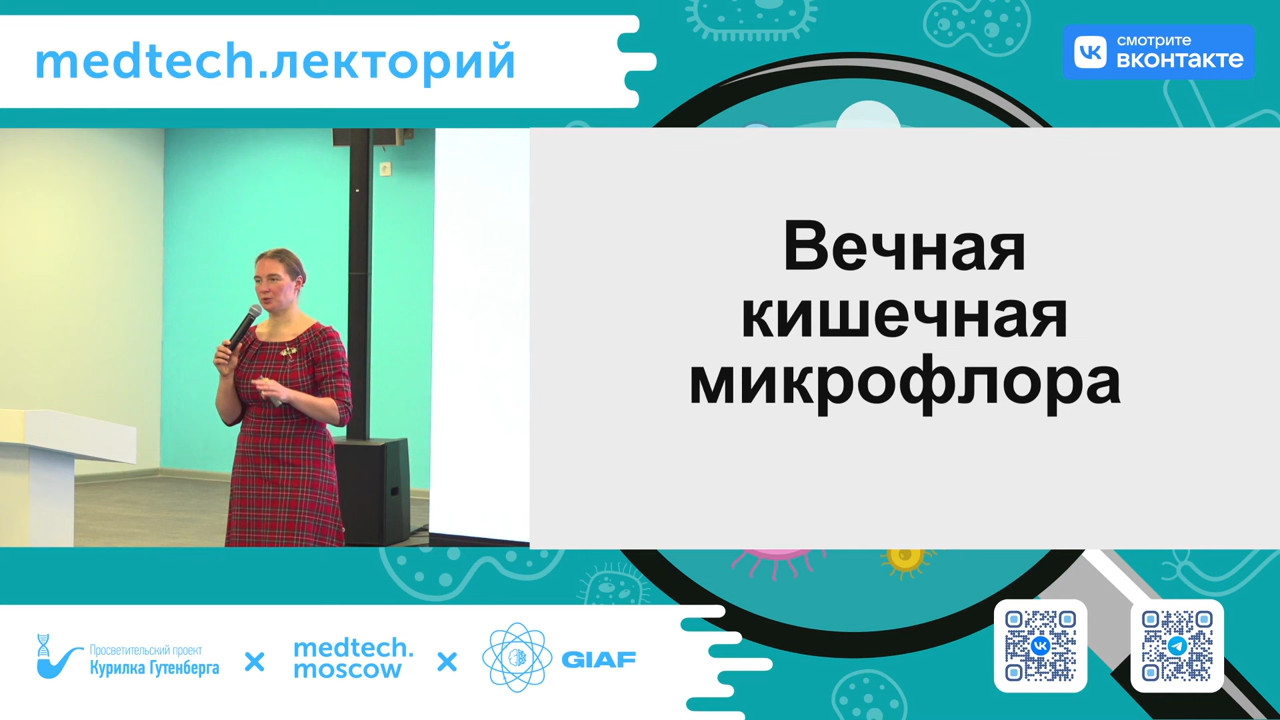 medtech.лекторий
смотрите
вконтакте
Вечная
кишечная
микрофлора
Просветительский проект
Курилка Гутенберга
×
medtech.
moscow
×
GIAF